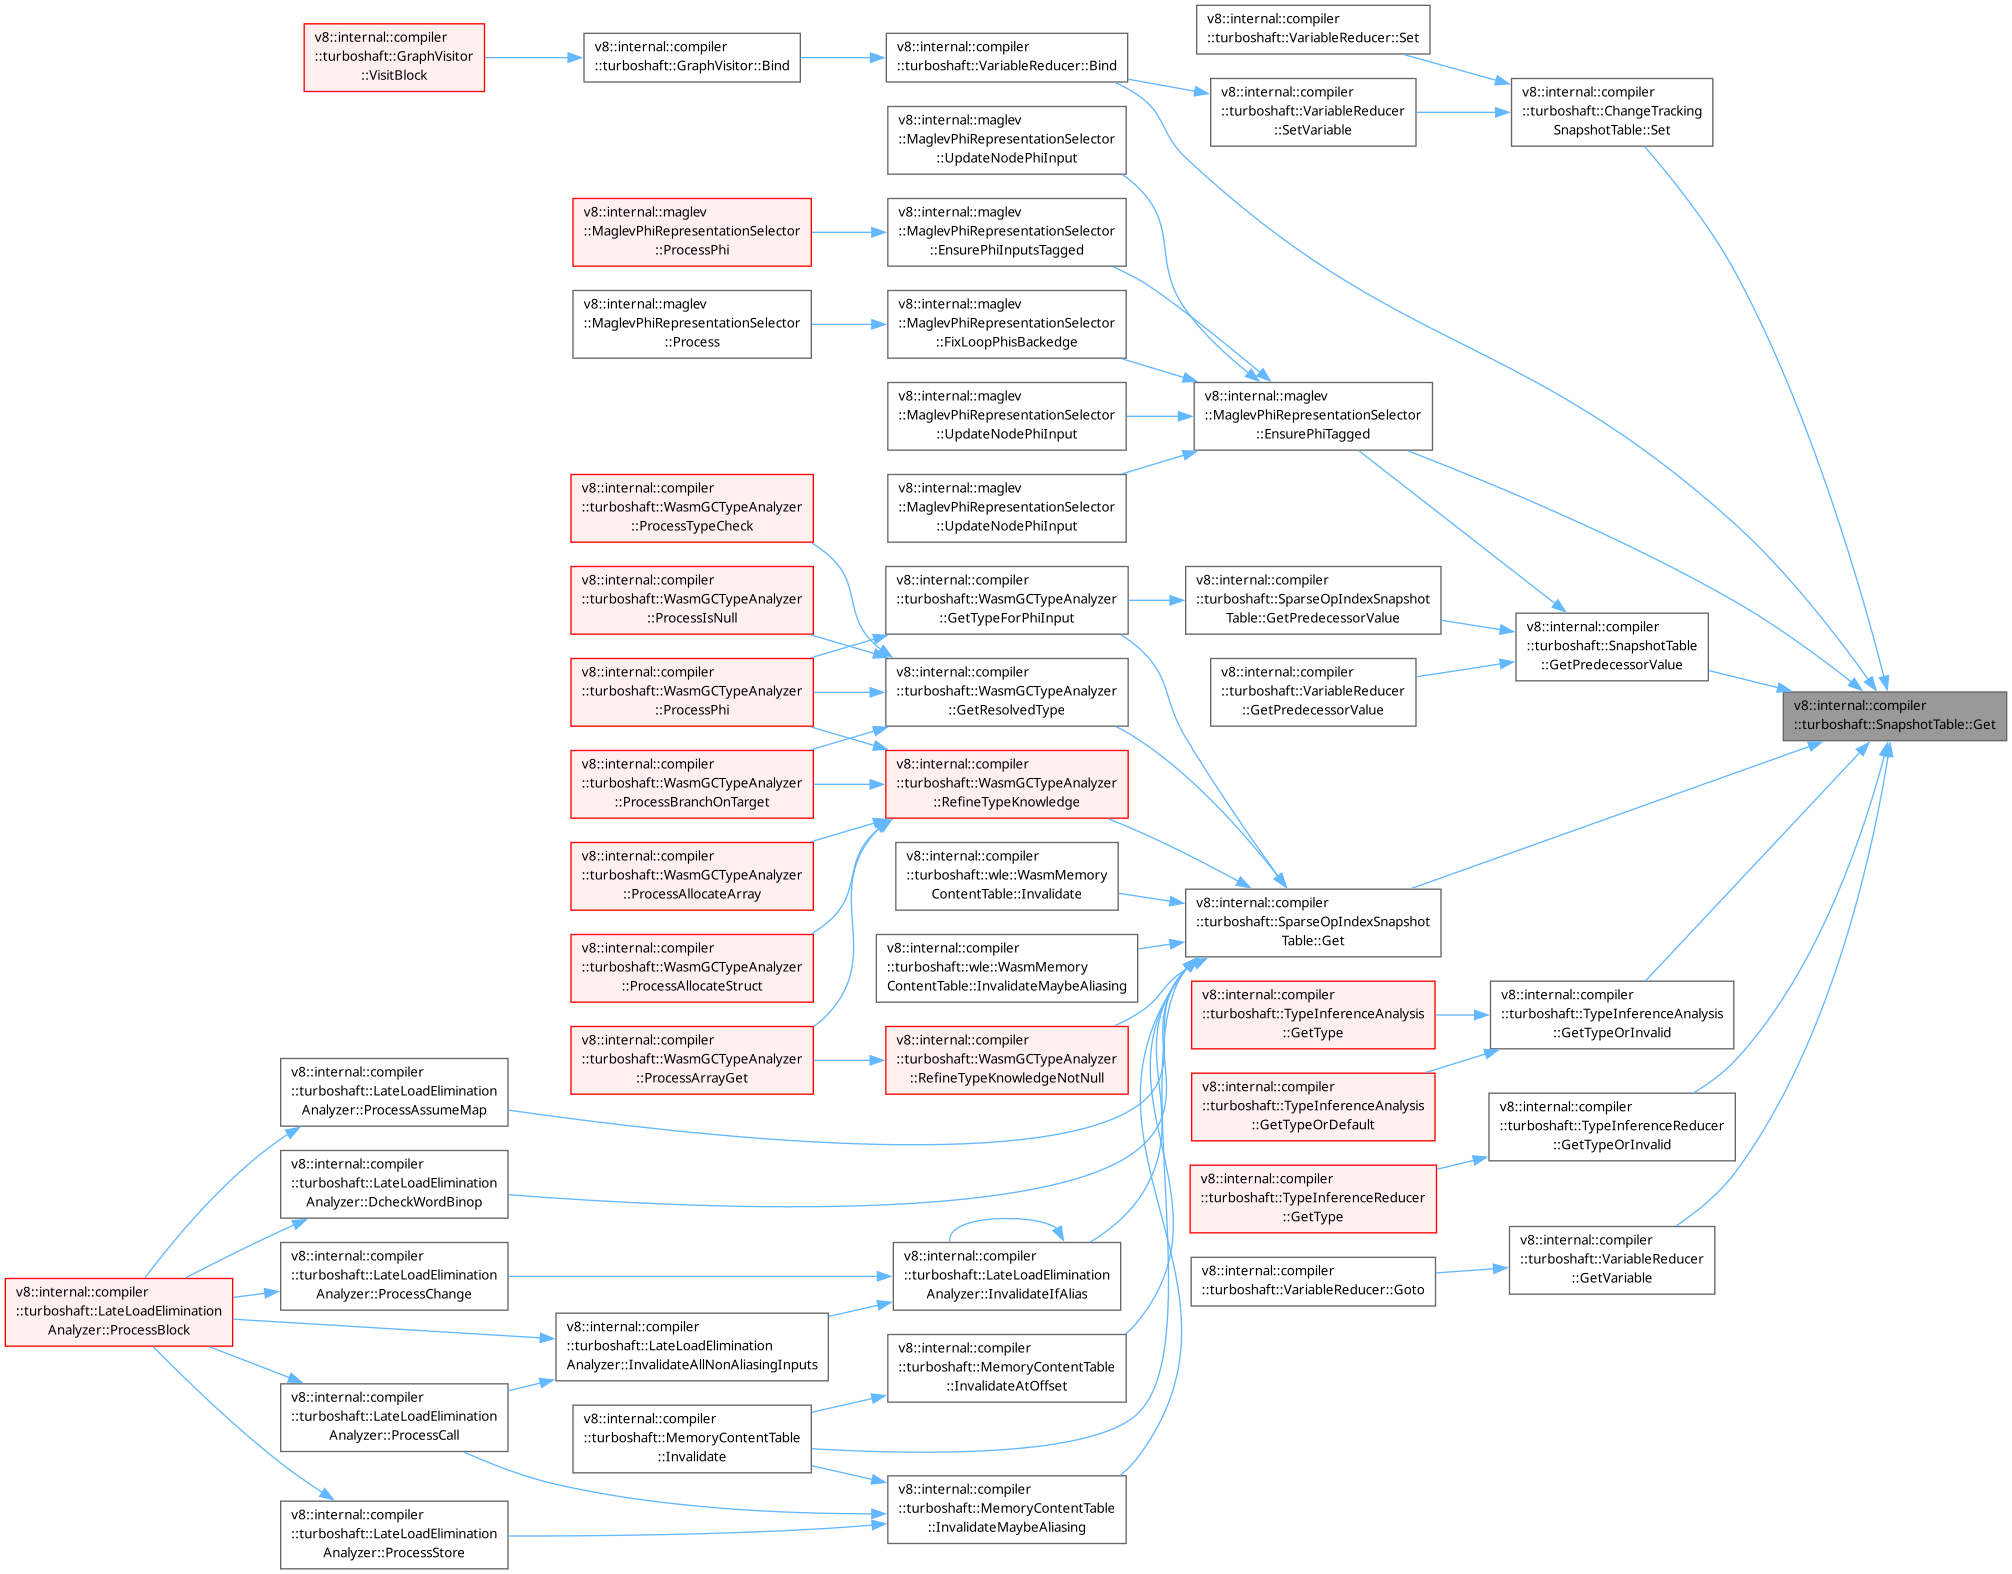 v8::internal::compiler
::turboshaft::GraphVisitor
::VisitBlock
v8::internal::compiler
::turboshaft::GraphVisitor::Bind
v8::internal::compiler
::turboshaft::VariableReducer::Bind
v8::internal::compiler
::turboshaft::VariableReducer::Set
v8::internal::compiler
::turboshaft::VariableReducer
::SetVariable
v8::internal::compiler
::turboshaft::ChangeTracking
SnapshotTable::Set
v8::internal::maglev
::MaglevPhiRepresentationSelector
::UpdateNodePhiInput
v8::internal::maglev
::MaglevPhiRepresentationSelector
::ProcessPhi
v8::internal::maglev
::MaglevPhiRepresentationSelector
::EnsurePhiInputsTagged
v8::internal::maglev
::MaglevPhiRepresentationSelector
::Process
v8::internal::maglev
::MaglevPhiRepresentationSelector
::FixLoopPhisBackedge
v8::internal::maglev
::MaglevPhiRepresentationSelector
::UpdateNodePhiInput
v8::internal::maglev
::MaglevPhiRepresentationSelector
::EnsurePhiTagged
v8::internal::maglev
::MaglevPhiRepresentationSelector
::UpdateNodePhiInput
v8::internal::compiler
::turboshaft::WasmGCTypeAnalyzer
::ProcessTypeCheck
v8::internal::compiler
::turboshaft::WasmGCTypeAnalyzer
::ProcessIsNull
v8::internal::compiler
::turboshaft::WasmGCTypeAnalyzer
::GetTypeForPhiInput
v8::internal::compiler
::turboshaft::SparseOpIndexSnapshot
Table::GetPredecessorValue
v8::internal::compiler
::turboshaft::SnapshotTable
::GetPredecessorValue
v8::internal::compiler
::turboshaft::WasmGCTypeAnalyzer
::ProcessPhi
v8::internal::compiler
::turboshaft::WasmGCTypeAnalyzer
::GetResolvedType
v8::internal::compiler
::turboshaft::VariableReducer
::GetPredecessorValue
v8::internal::compiler
::turboshaft::SnapshotTable::Get
v8::internal::compiler
::turboshaft::WasmGCTypeAnalyzer
::ProcessBranchOnTarget
v8::internal::compiler
::turboshaft::WasmGCTypeAnalyzer
::RefineTypeKnowledge
v8::internal::compiler
::turboshaft::WasmGCTypeAnalyzer
::ProcessAllocateArray
v8::internal::compiler
::turboshaft::wle::WasmMemory
ContentTable::Invalidate
v8::internal::compiler
::turboshaft::SparseOpIndexSnapshot
Table::Get
v8::internal::compiler
::turboshaft::WasmGCTypeAnalyzer
::ProcessAllocateStruct
v8::internal::compiler
::turboshaft::wle::WasmMemory
ContentTable::InvalidateMaybeAliasing
v8::internal::compiler
::turboshaft::TypeInferenceAnalysis
::GetType
v8::internal::compiler
::turboshaft::TypeInferenceAnalysis
::GetTypeOrInvalid
v8::internal::compiler
::turboshaft::WasmGCTypeAnalyzer
::ProcessArrayGet
v8::internal::compiler
::turboshaft::WasmGCTypeAnalyzer
::RefineTypeKnowledgeNotNull
v8::internal::compiler
::turboshaft::LateLoadElimination
Analyzer::ProcessAssumeMap
v8::internal::compiler
::turboshaft::TypeInferenceAnalysis
::GetTypeOrDefault
v8::internal::compiler
::turboshaft::TypeInferenceReducer
::GetTypeOrInvalid
v8::internal::compiler
::turboshaft::LateLoadElimination
Analyzer::DcheckWordBinop
v8::internal::compiler
::turboshaft::TypeInferenceReducer
::GetType
v8::internal::compiler
::turboshaft::LateLoadElimination
Analyzer::ProcessChange
v8::internal::compiler
::turboshaft::LateLoadElimination
Analyzer::InvalidateIfAlias
v8::internal::compiler
::turboshaft::VariableReducer::Goto
v8::internal::compiler
::turboshaft::VariableReducer
::GetVariable
v8::internal::compiler
::turboshaft::LateLoadElimination
Analyzer::ProcessBlock
v8::internal::compiler
::turboshaft::LateLoadElimination
Analyzer::InvalidateAllNonAliasingInputs
v8::internal::compiler
::turboshaft::MemoryContentTable
::InvalidateAtOffset
v8::internal::compiler
::turboshaft::LateLoadElimination
Analyzer::ProcessCall
v8::internal::compiler
::turboshaft::MemoryContentTable
::Invalidate
v8::internal::compiler
::turboshaft::MemoryContentTable
::InvalidateMaybeAliasing
v8::internal::compiler
::turboshaft::LateLoadElimination
Analyzer::ProcessStore